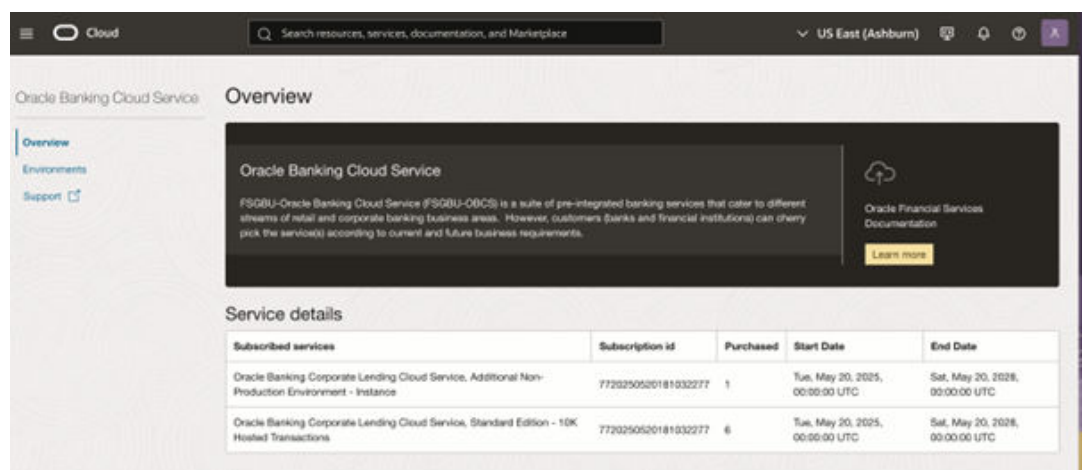 Cloud
Search resources, services, documentation, and Marketplace
US East (Ashburn)
Oracle Banking Cloud Service
Overview
Environments
Support
Overview
Oracle Banking Cloud Service
FSGBU-Oracle Banking Cloud Service (FSGBU-OBCS) is a suite of pre-integrated banking services that cater to different
streams of retail and corporate banking business areas. However, customers (banks and financial institutions) can cherry
pick the service(s) according to current and future business requirements.
Oracle Financial Services
Documentation
Learn more
Service details
Subscribed services Subscription id Purchased Start Date End Date
Oracle Banking Corporate Lending Cloud Service, Additional Non-
Production Environment - Instance
7720250520181032277 1
Tue, May 20, 2025,
00:00:00 UTC
Sat, May 20, 2028,
00:00:00 UTC
Oracle Banking Corporate Lending Cloud Service, Standard Edition - 10K
Hosted Transactions
7720250520181032277 6
Tue, May 20, 2025,
00:00:00 UTC
Sat, May 20, 2028,
00:00:00 UTC